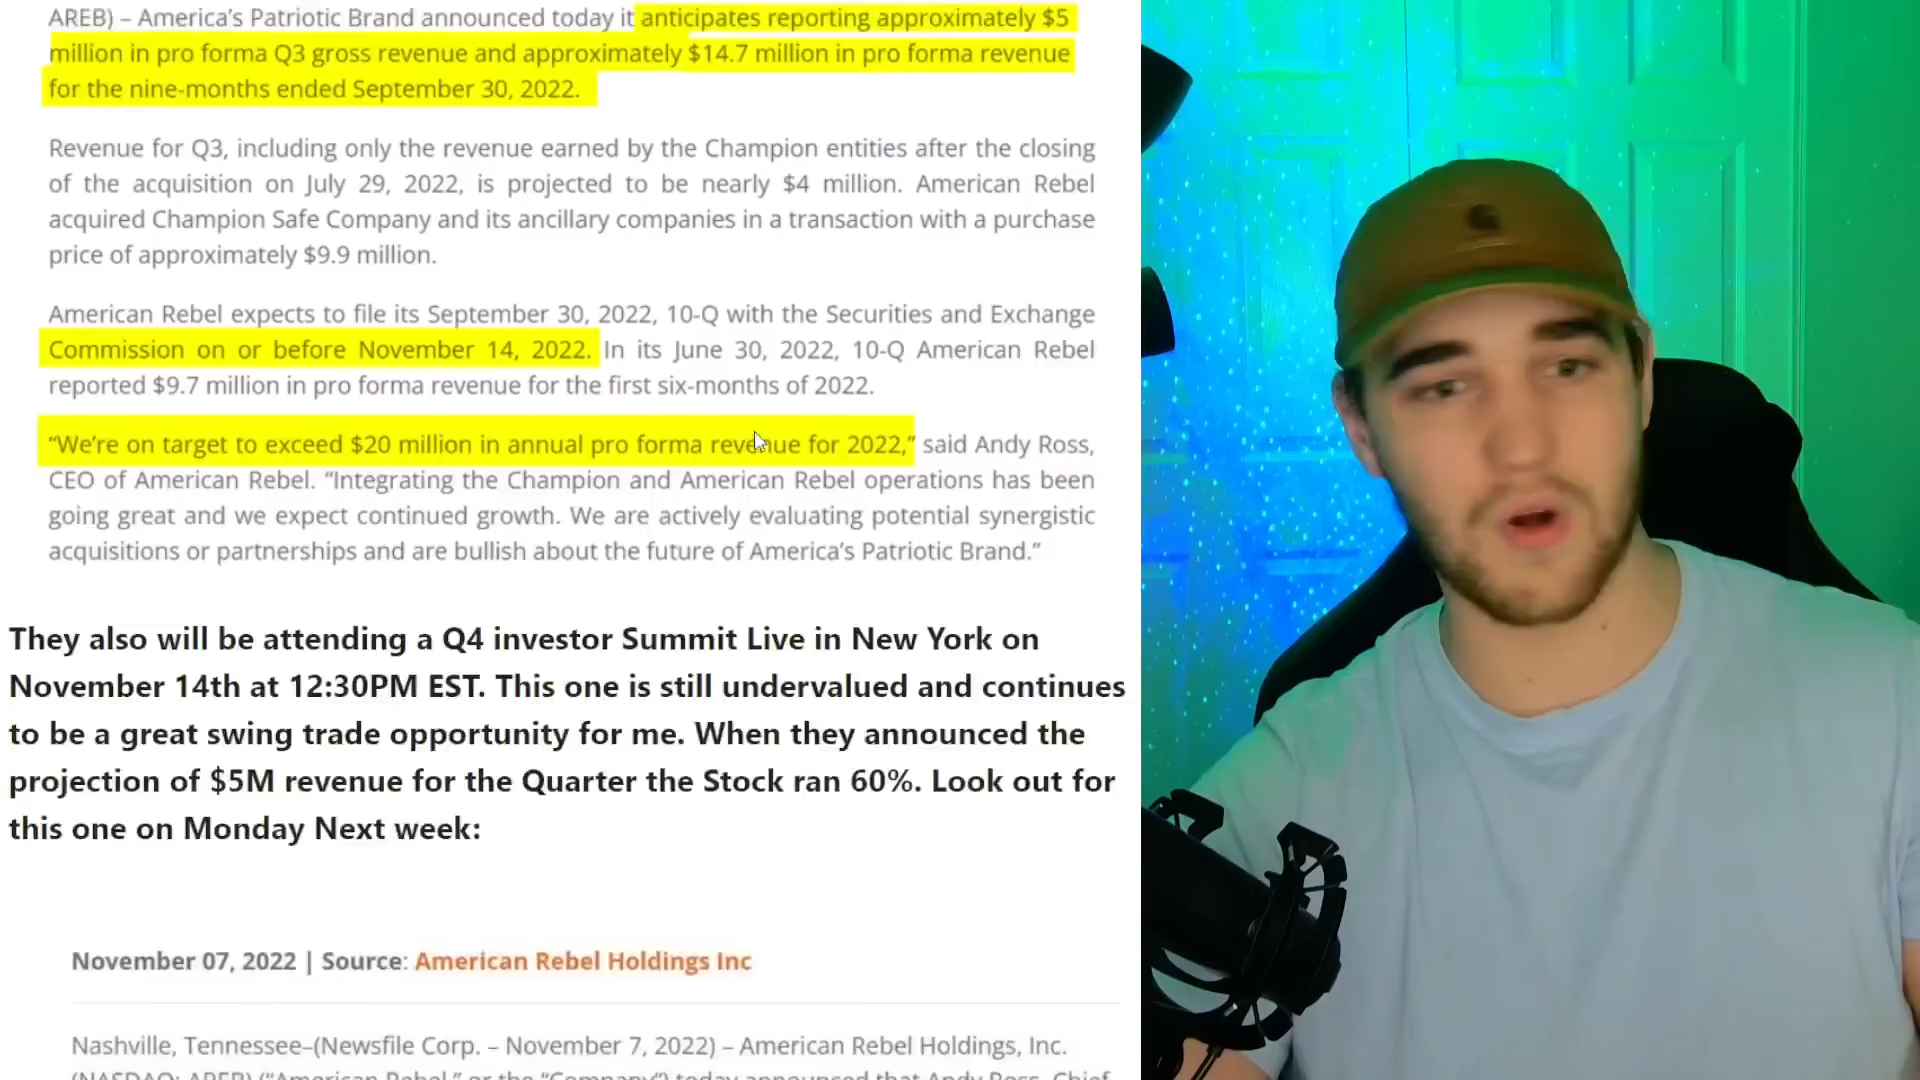 AREB) – America's Patriotic Brand announced today it anticipates reporting approximately $5
million in pro forma Q3 gross revenue and approximately $14.7 million in pro forma revenue
for the nine-months ended September 30, 2022.
Revenue for Q3, including only the revenue earned by the Champion entities after the closing
of the acquisition on July 29, 2022, is projected to be nearly $4 million. American Rebel
acquired Champion Safe Company and its ancillary companies in a transaction with a purchase
price of approximately $9.9 million.
American Rebel expects to file its September 30, 2022, 10-Q with the Securities and Exchange
Commission on or before November 14, 2022. In its June 30, 2022, 10-Q American Rebel
reported $9.7 million in pro forma revenue for the first six-months of 2022.
“We're on target to exceed $20 million in annual pro forma revenue for 2022,” said Andy Ross,
CEO of American Rebel. “Integrating the Champion and American Rebel operations has been
going great and we expect continued growth. We are actively evaluating potential synergistic
acquisitions or partnerships and are bullish about the future of America's Patriotic Brand.”
They also will be attending a Q4 investor Summit Live in New York on
November 14th at 12:30PM EST. This one is still undervalued and continues
to be a great swing trade opportunity for me. When they announced the
projection of $5M revenue for the Quarter the Stock ran 60%. Look out for
this one on Monday Next week:
November 07, 2022 | Source: American Rebel Holdings Inc
Nashville, Tennessee–(Newsfile Corp. – November 7, 2022) – American Rebel Holdings, Inc.
(NASDAQ: AREB) (“American Rebel,” or the “Company”) today announced that Andy Ross, Chief